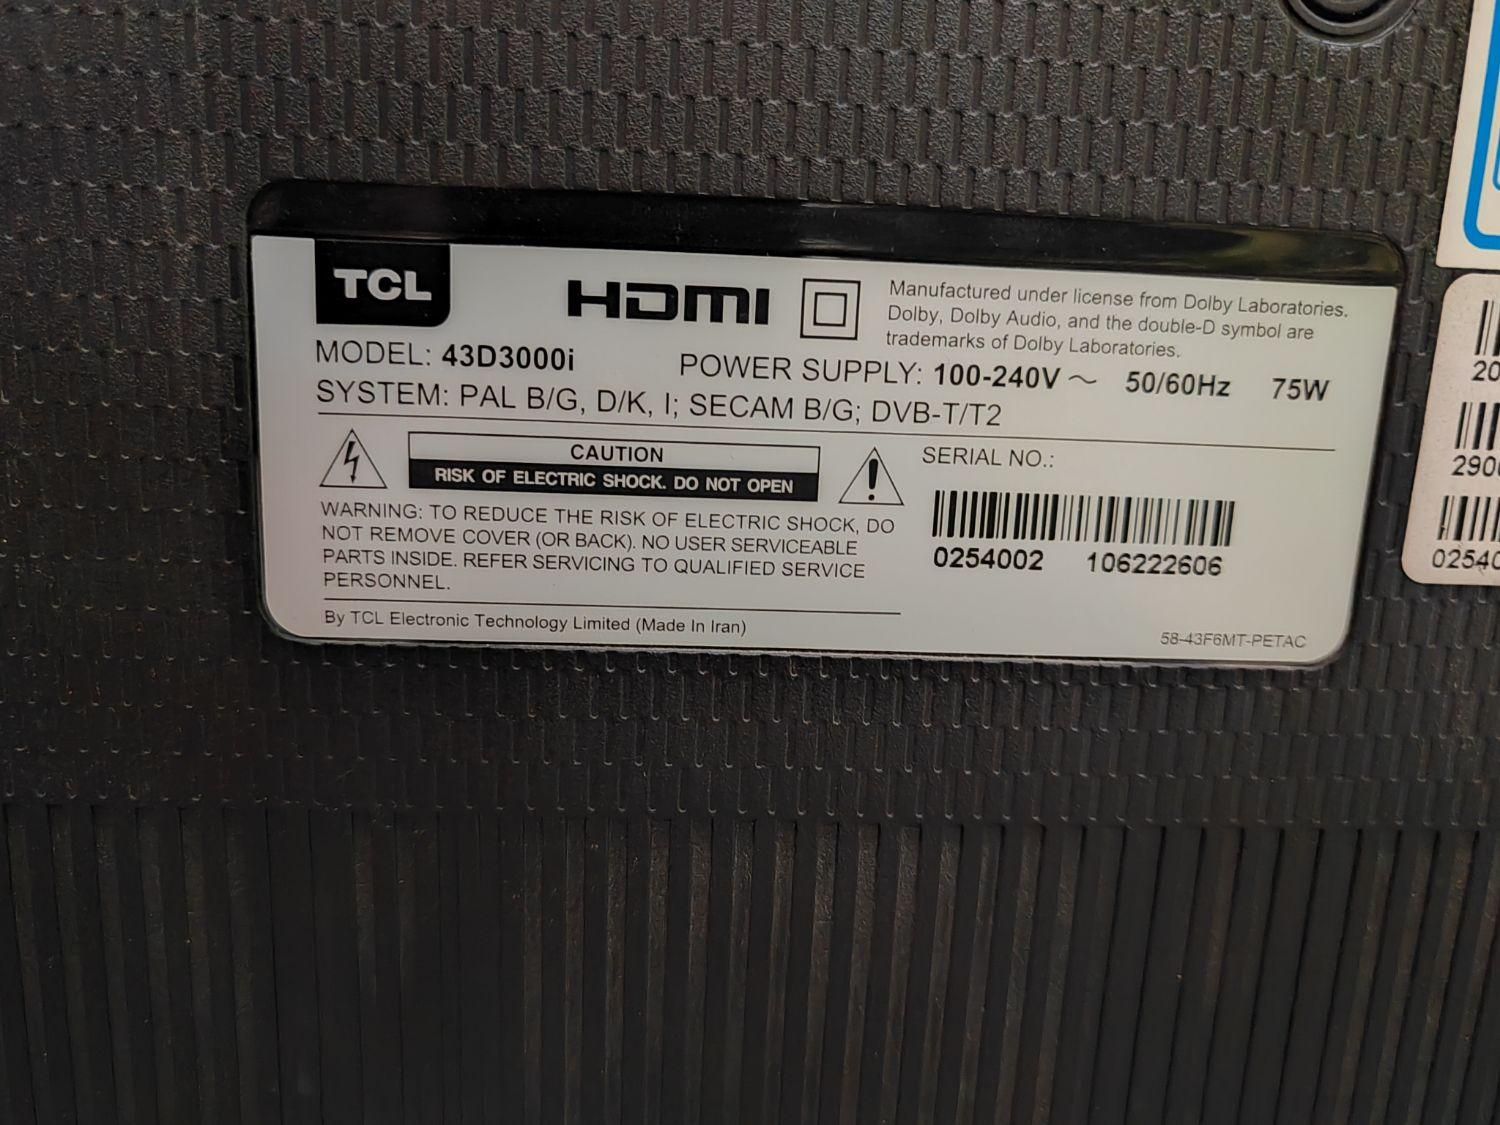 TCL
HDMI
Manufactured under license from Dolby Laboratories.
Dolby, Dolby Audio, and the double-D symbol are
trademarks of Dolby Laboratories.
MODEL: 43D3000i
POWER SUPPLY: 100-240V ~ 50/60Hz 75W
SYSTEM: PAL B/G, D/K, I; SECAM B/G; DVB-T/T2
CAUTION
RISK OF ELECTRIC SHOCK. DO NOT OPEN
WARNING: TO REDUCE THE RISK OF ELECTRIC SHOCK, DO
NOT REMOVE COVER (OR BACK). NO USER SERVICEABLE
PARTS INSIDE. REFER SERVICING TO QUALIFIED SERVICE
PERSONNEL.
SERIAL NO.:
0254002 106222606
By TCL Electronic Technology Limited (Made In Iran)
58-43F6MT-PETAC
20
290
0254